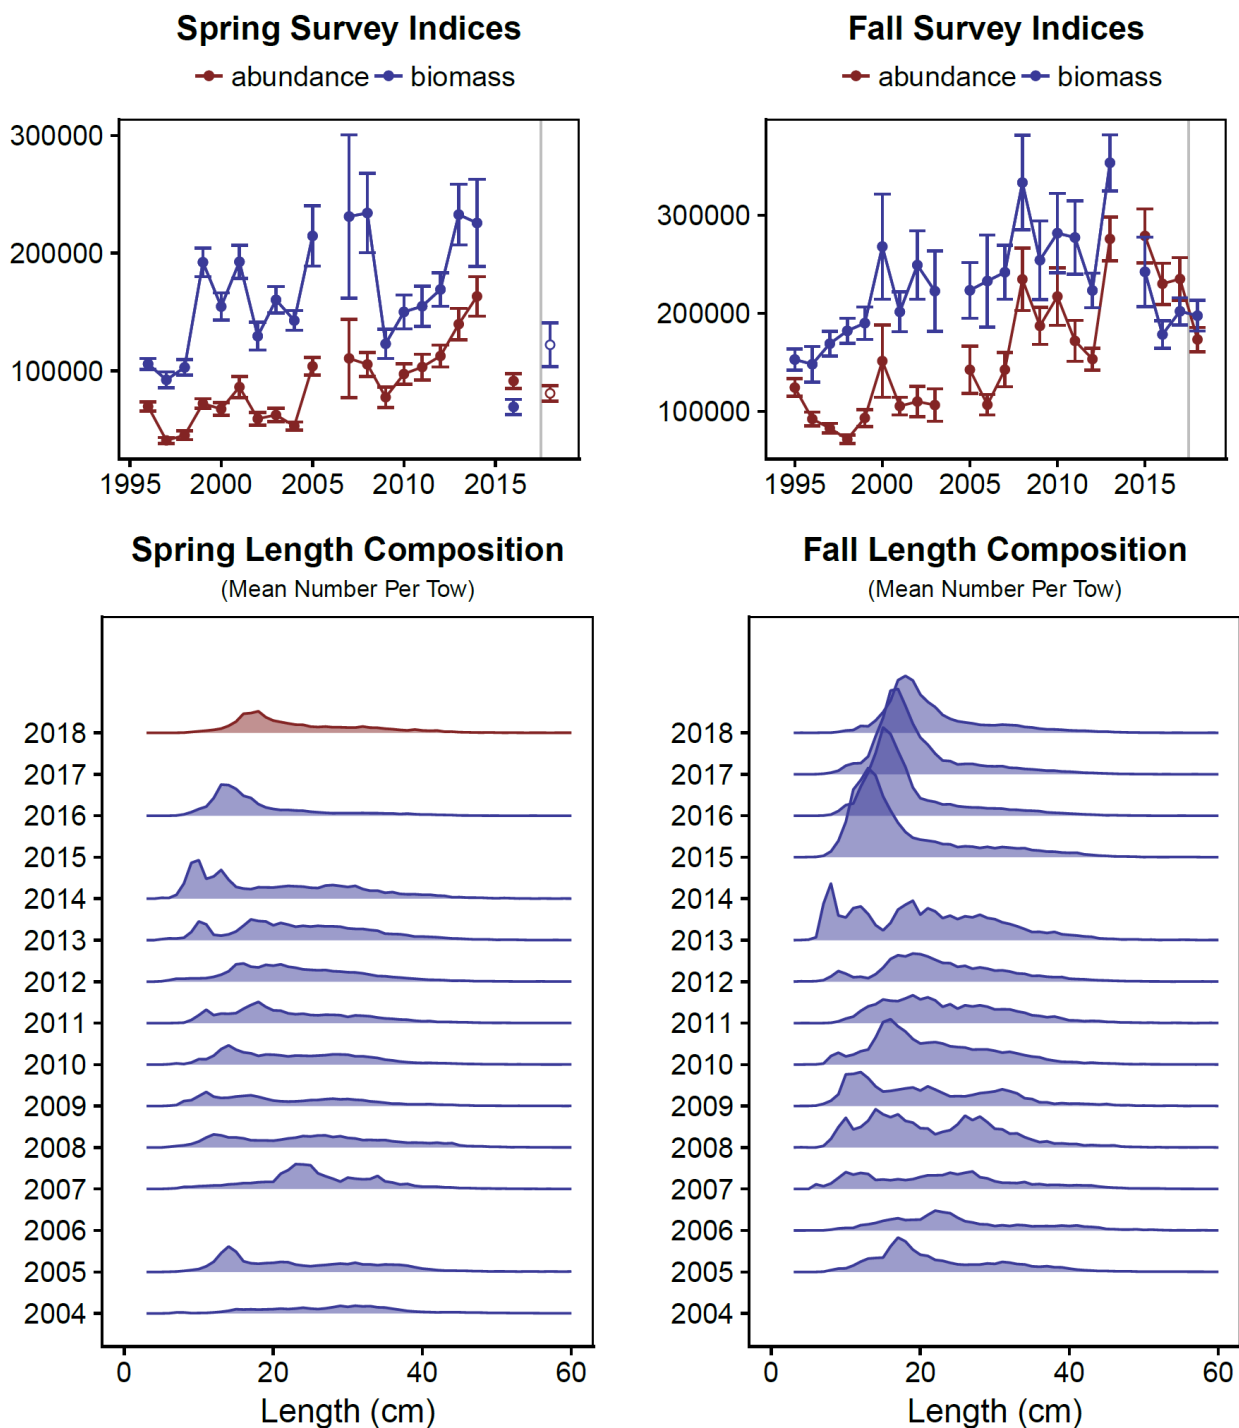 Spring Survey Indices
abundance biomass
300000
200000
100000
1995 2000 2005 2010 2015
Fall Survey Indices
abundance biomass
300000
200000
100000
1995 2000 2005 2010 2015
Spring Length Composition
(Mean Number Per Tow)
2018
2017
2016
2015
2014
2013
2012
2011
2010
2009
2008
2007
2006
2005
2004
0 20 40 60
Length (cm)
Fall Length Composition
(Mean Number Per Tow)
2018
2017
2016
2015
2014
2013
2012
2011
2010
2009
2008
2007
2006
2005
2004
0 20 40 60
Length (cm)